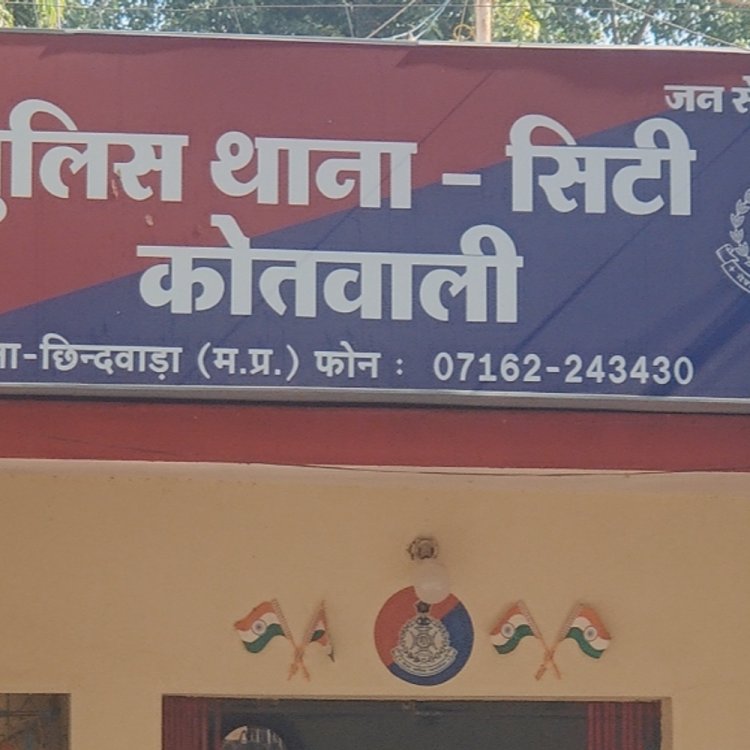 जन
पुलिस थाना - सिटी
कोतवाली
-छिन्दवाड़ा (म.प्र.) फोन : 07162-243430